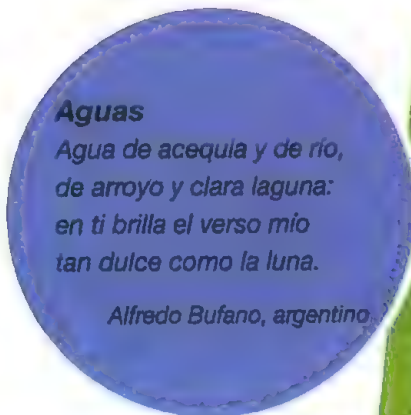 Aguas
Agua de acequia y de río,
de arroyo y clara laguna:
en ti brilla el verso mío
tan dulce como la luna.
Alfredo Bufano, argentino